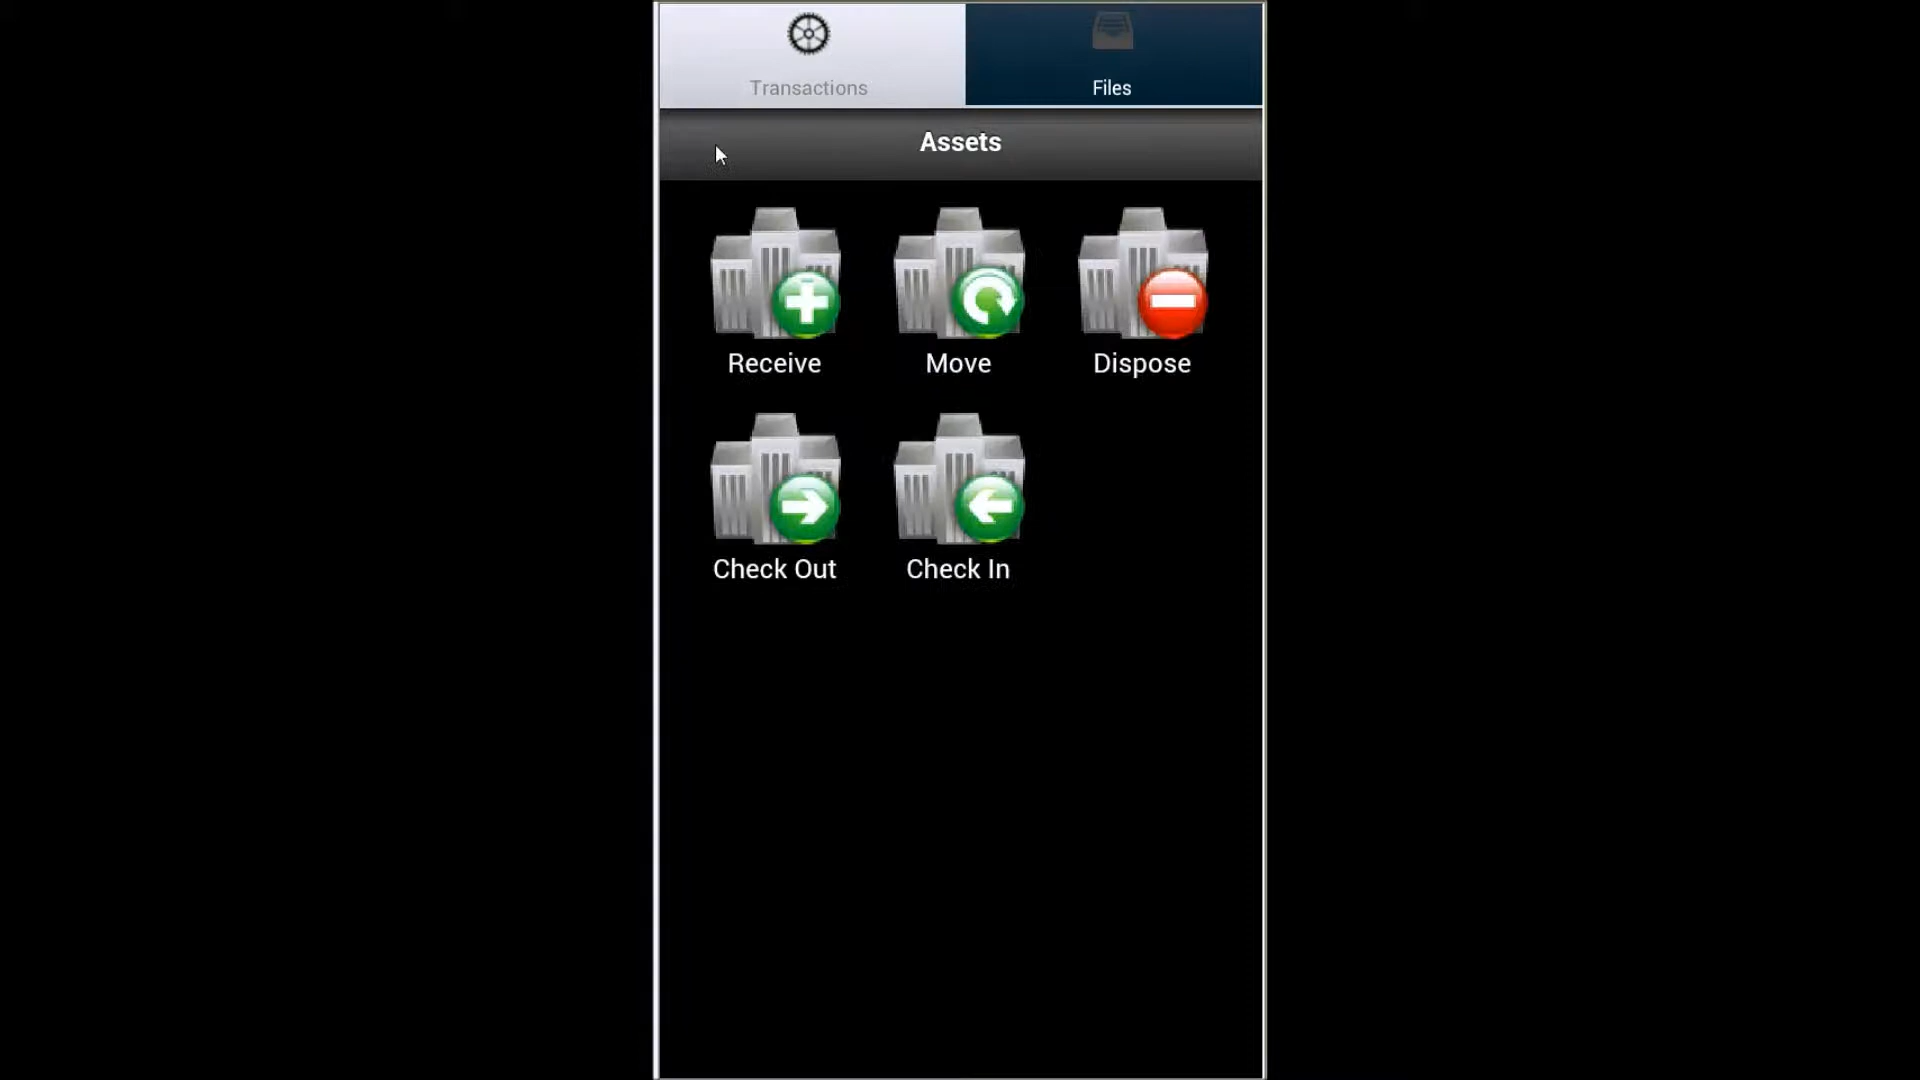 Transactions
Files
Assets
Receive
Move
Dispose
Check Out
Check In